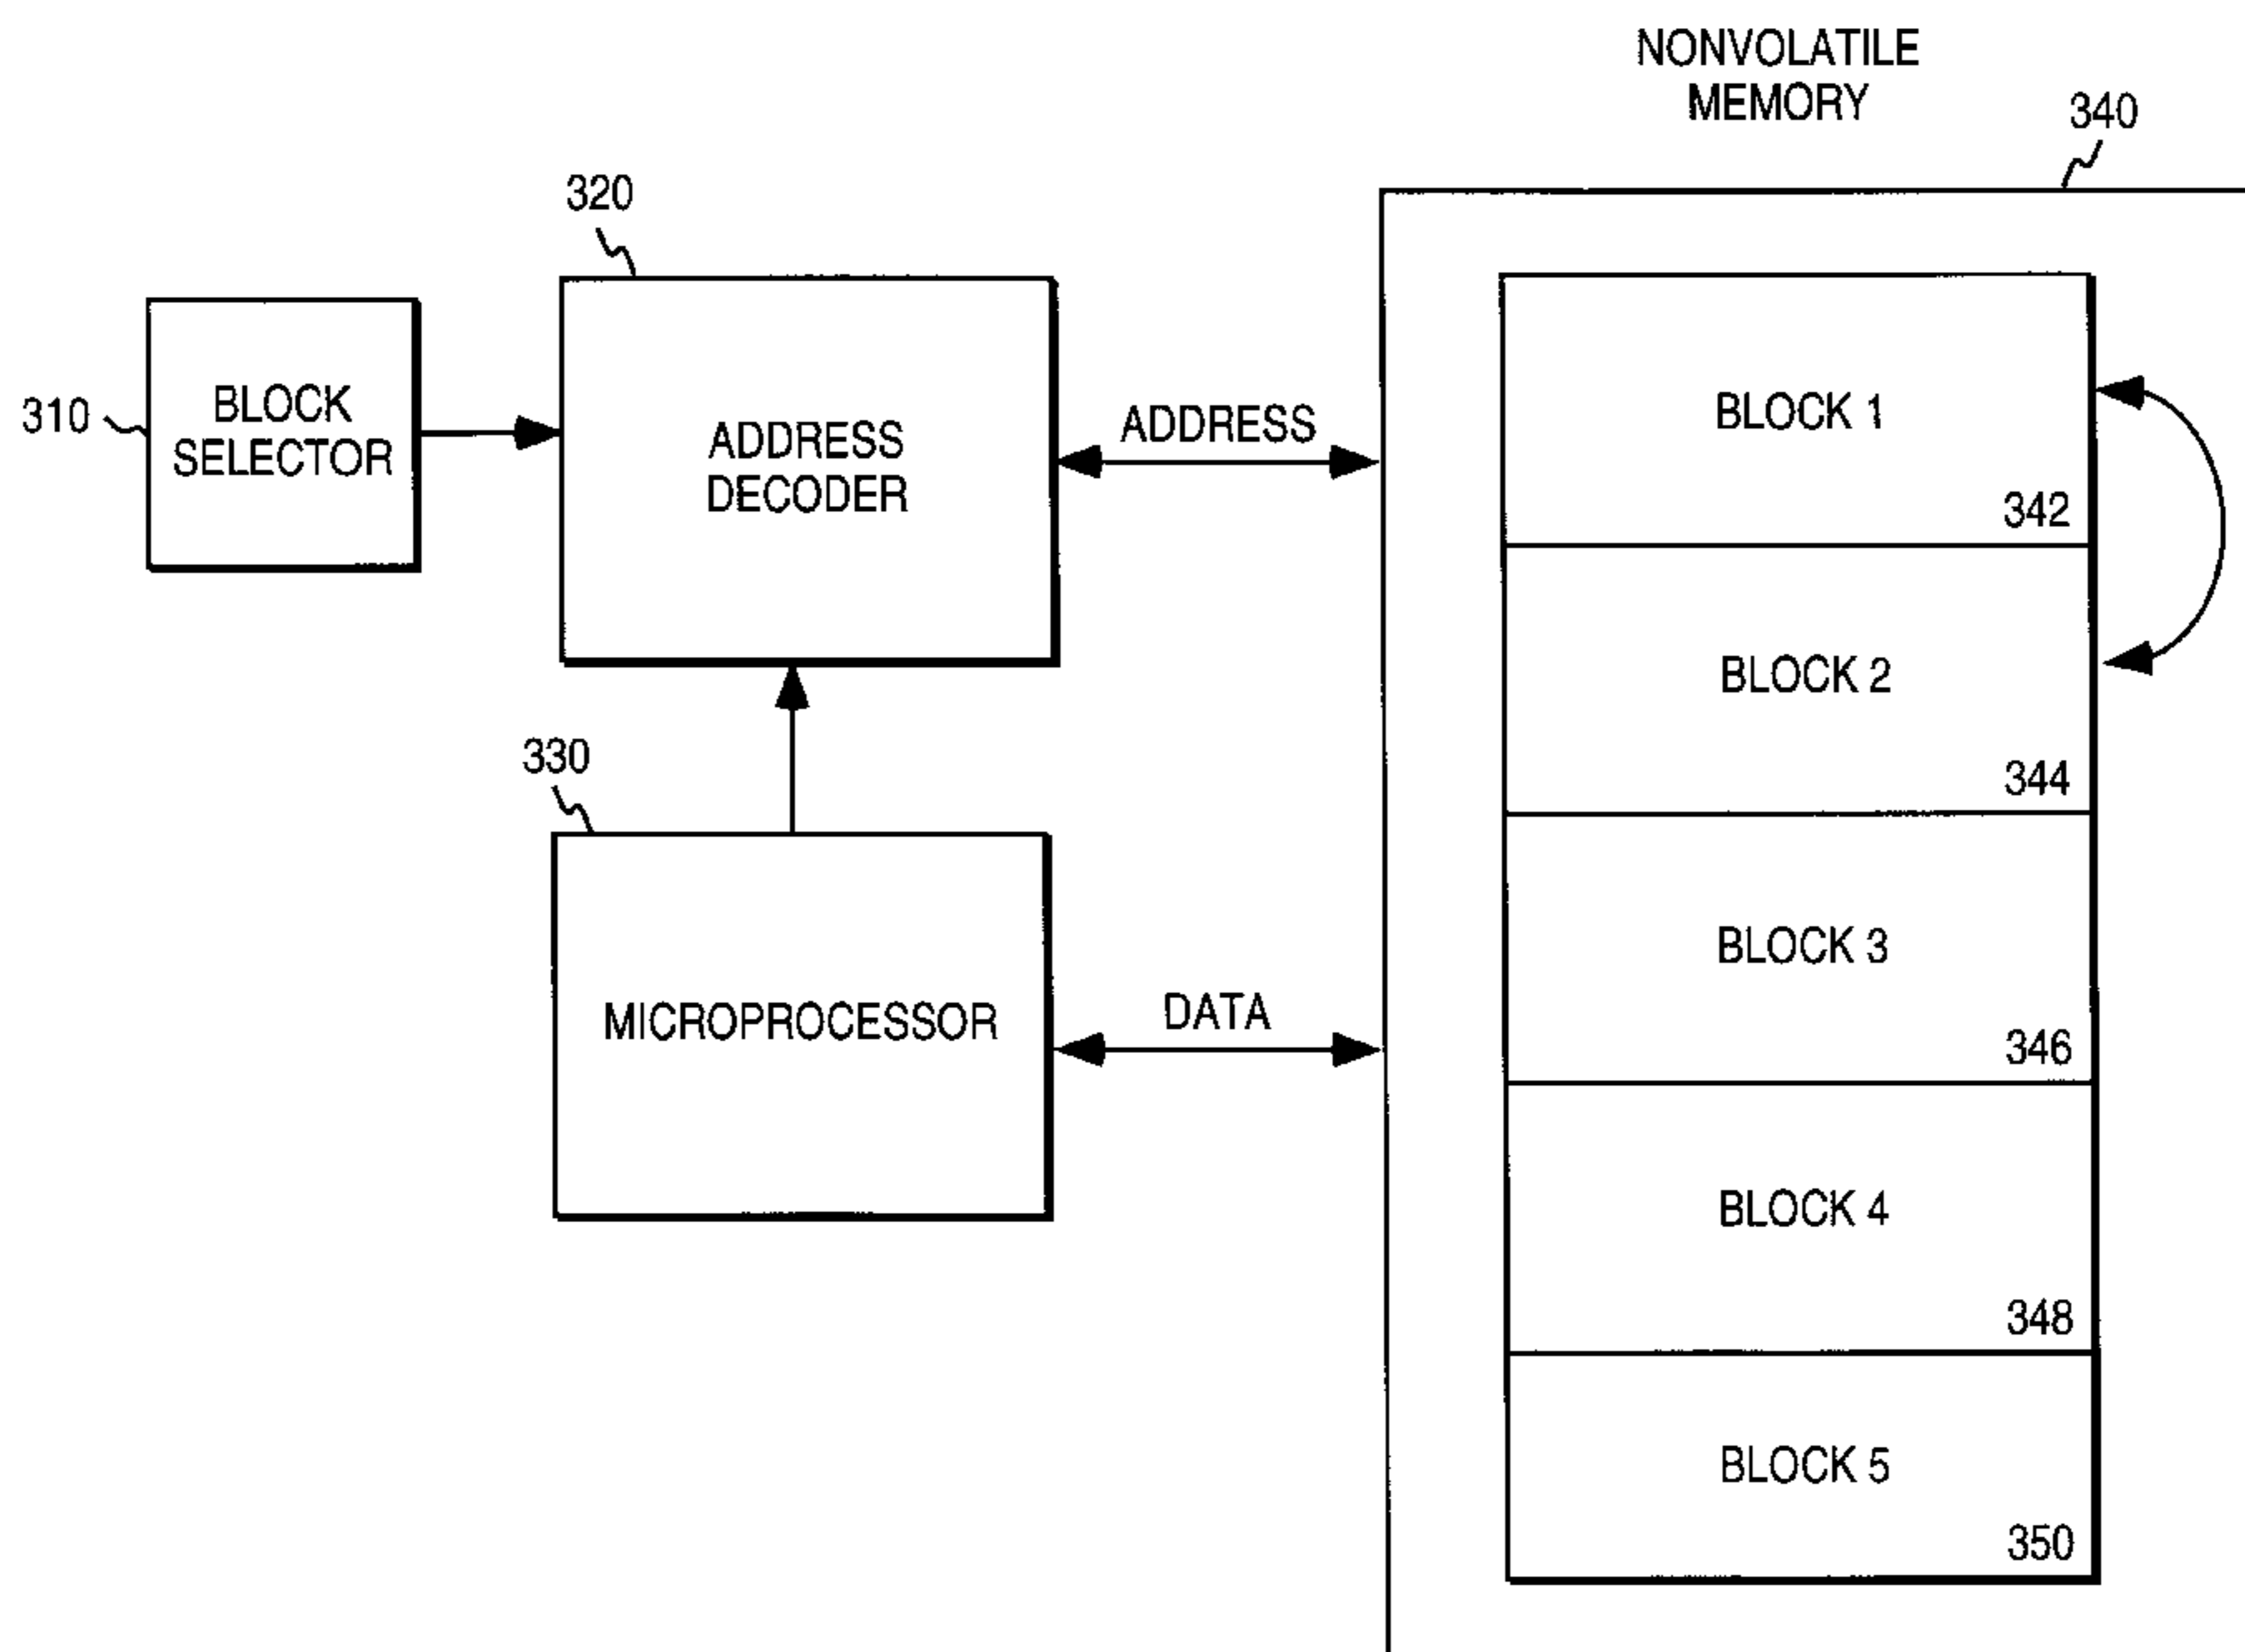 NONVOLATILE
MEMORY
340
320
310
BLOCK
SELECTOR
ADDRESS
DECODER
ADDRESS
BLOCK 1
342
BLOCK 2
344
330
MICROPROCESSOR
DATA
BLOCK 3
346
BLOCK 4
348
BLOCK 5
350